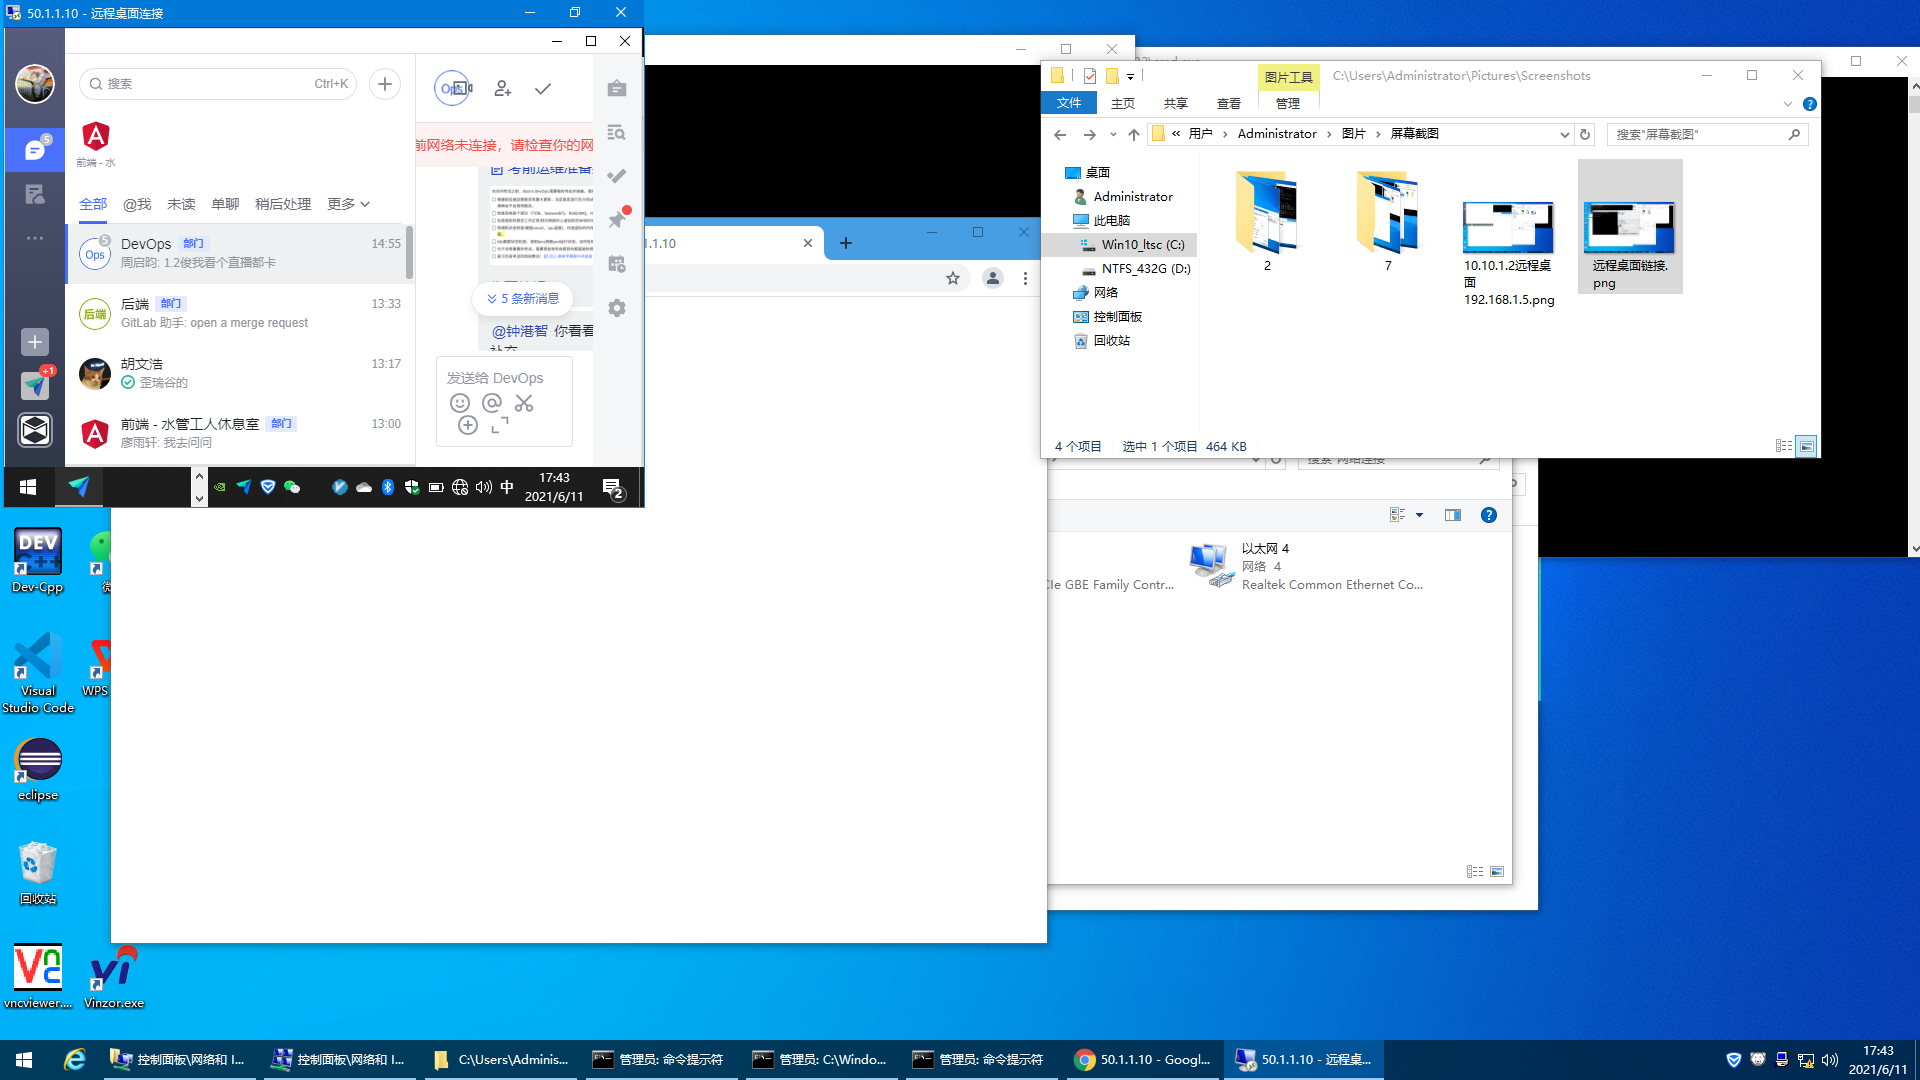 50.1.1.10 - 远程桌面连接
搜索
Ctrl+K
5
前端 - 水
全部
@我
未读
单聊
稍后处理
更多
Ops
5
DevOps
部门
14:55
周启昀: 1.2俊我看个直播都卡
后端
后端
部门
13:33
GitLab 助手: open a merge request
胡文浩
13:17
歪瑞谷的
前端 - 水管工人休息室
部门
13:00
廖雨轩: 我去问问
+1
前网络未连接，请检查你的网
5 条新消息
@钟港智 你看看
发送给 DevOps
中
17:43
2021/6/11
2
1.1.10
图片工具
C:\Users\Administrator\Pictures\Screenshots
文件
主页
共享
查看
管理
«
用户
Administrator
图片
屏幕截图
搜索"屏幕截图"
桌面
Administrator
此电脑
Win10_ltsc (C:)
NTFS_432G (D:)
网络
控制面板
回收站
2
7
10.10.1.2远程桌
面
192.168.1.5.png
远程桌面链接.
png
4 个项目
选中 1 个项目
464 KB
CIe GBE Family Contr...
以太网 4
网络 4
Realtek Common Ethernet Co...
DEV
C++
Dev-Cpp
Visual
Studio Code
WPS
eclipse
回收站
vncviewer....
Vinzor.exe
控制面板\网络和 I...
控制面板\网络和 I...
C:\Users\Adminis...
管理员: 命令提示符
管理员: C:\Windo...
管理员: 命令提示符
50.1.1.10 - Googl...
50.1.1.10 - 远程桌...
17:43
2021/6/11